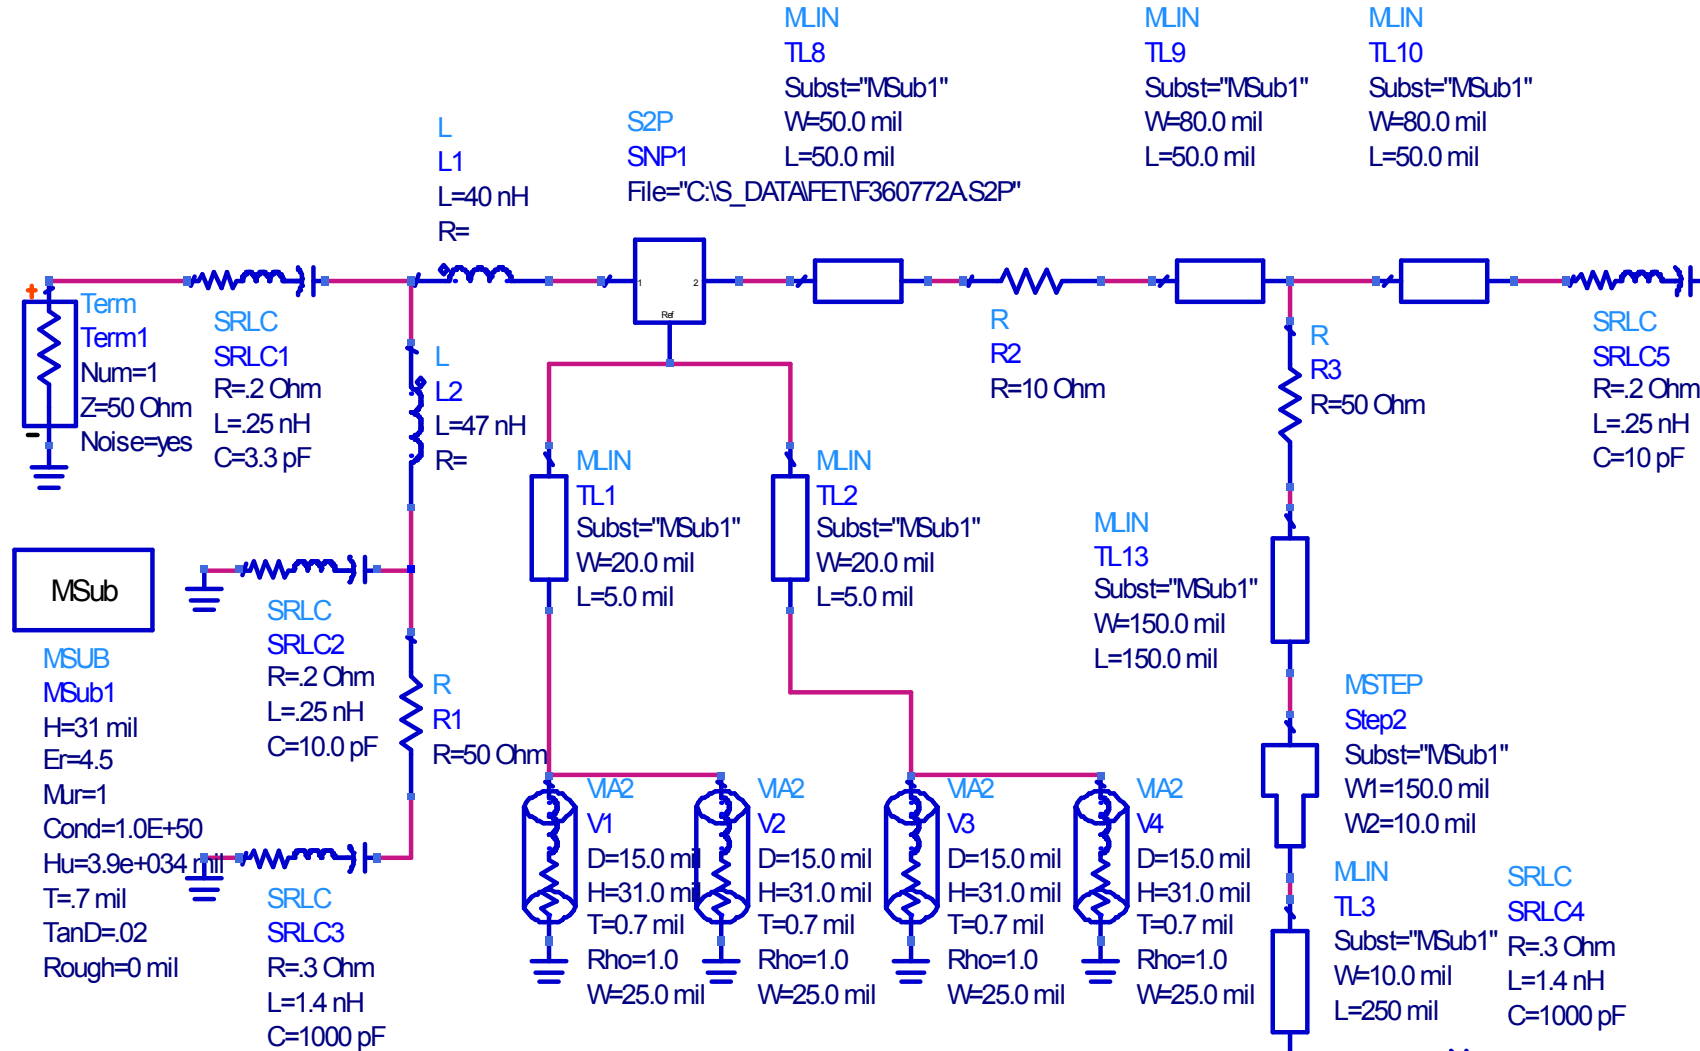 MLIN
TL8
Subst="MSub1"
W=50.0 mil
L=50.0 mil
MLIN
TL9
Subst="MSub1"
W=80.0 mil
L=50.0 mil
MLIN
TL10
Subst="MSub1"
W=80.0 mil
L=50.0 mil
L
L1
L=40 nH
R=
S2P
SNP1
File="C:\S_DATA\FET\F360772A.S2P"
1
2
Ref
+
Term
Term1
Num=1
Z=50 Ohm
Noise=yes
-
SRLC
SRLC1
R=.2 Ohm
L=.25 nH
C=3.3 pF
L
L2
L=47 nH
R=
R
R2
R=10 Ohm
R
R3
R=50 Ohm
SRLC
SRLC5
R=.2 Ohm
L=.25 nH
C=10 pF
MLIN
TL1
Subst="MSub1"
W=20.0 mil
L=5.0 mil
MLIN
TL2
Subst="MSub1"
W=20.0 mil
L=5.0 mil
MLIN
TL13
Subst="MSub1"
W=150.0 mil
L=150.0 mil
MSub
MSUB
MSub1
H=31 mil
Er=4.5
Mur=1
Cond=1.0E+50
Hu=3.9e+034 mil
T=.7 mil
TanD=.02
Rough=0 mil
SRLC
SRLC2
R=.2 Ohm
L=.25 nH
C=10.0 pF
R
R1
R=50 Ohm
SRLC
SRLC3
R=.3 Ohm
L=1.4 nH
C=1000 pF
VIA2
V1
D=15.0 mil
H=31.0 mil
T=0.7 mil
Rho=1.0
W=25.0 mil
VIA2
V2
D=15.0 mil
H=31.0 mil
T=0.7 mil
Rho=1.0
W=25.0 mil
VIA2
V3
D=15.0 mil
H=31.0 mil
T=0.7 mil
Rho=1.0
W=25.0 mil
VIA2
V4
D=15.0 mil
H=31.0 mil
T=0.7 mil
Rho=1.0
W=25.0 mil
MSTEP
Step2
Subst="MSub1"
W1=150.0 mil
W2=10.0 mil
MLIN
TL3
Subst="MSub1"
W=10.0 mil
L=250 mil
SRLC
SRLC4
R=.3 Ohm
L=1.4 nH
C=1000 pF